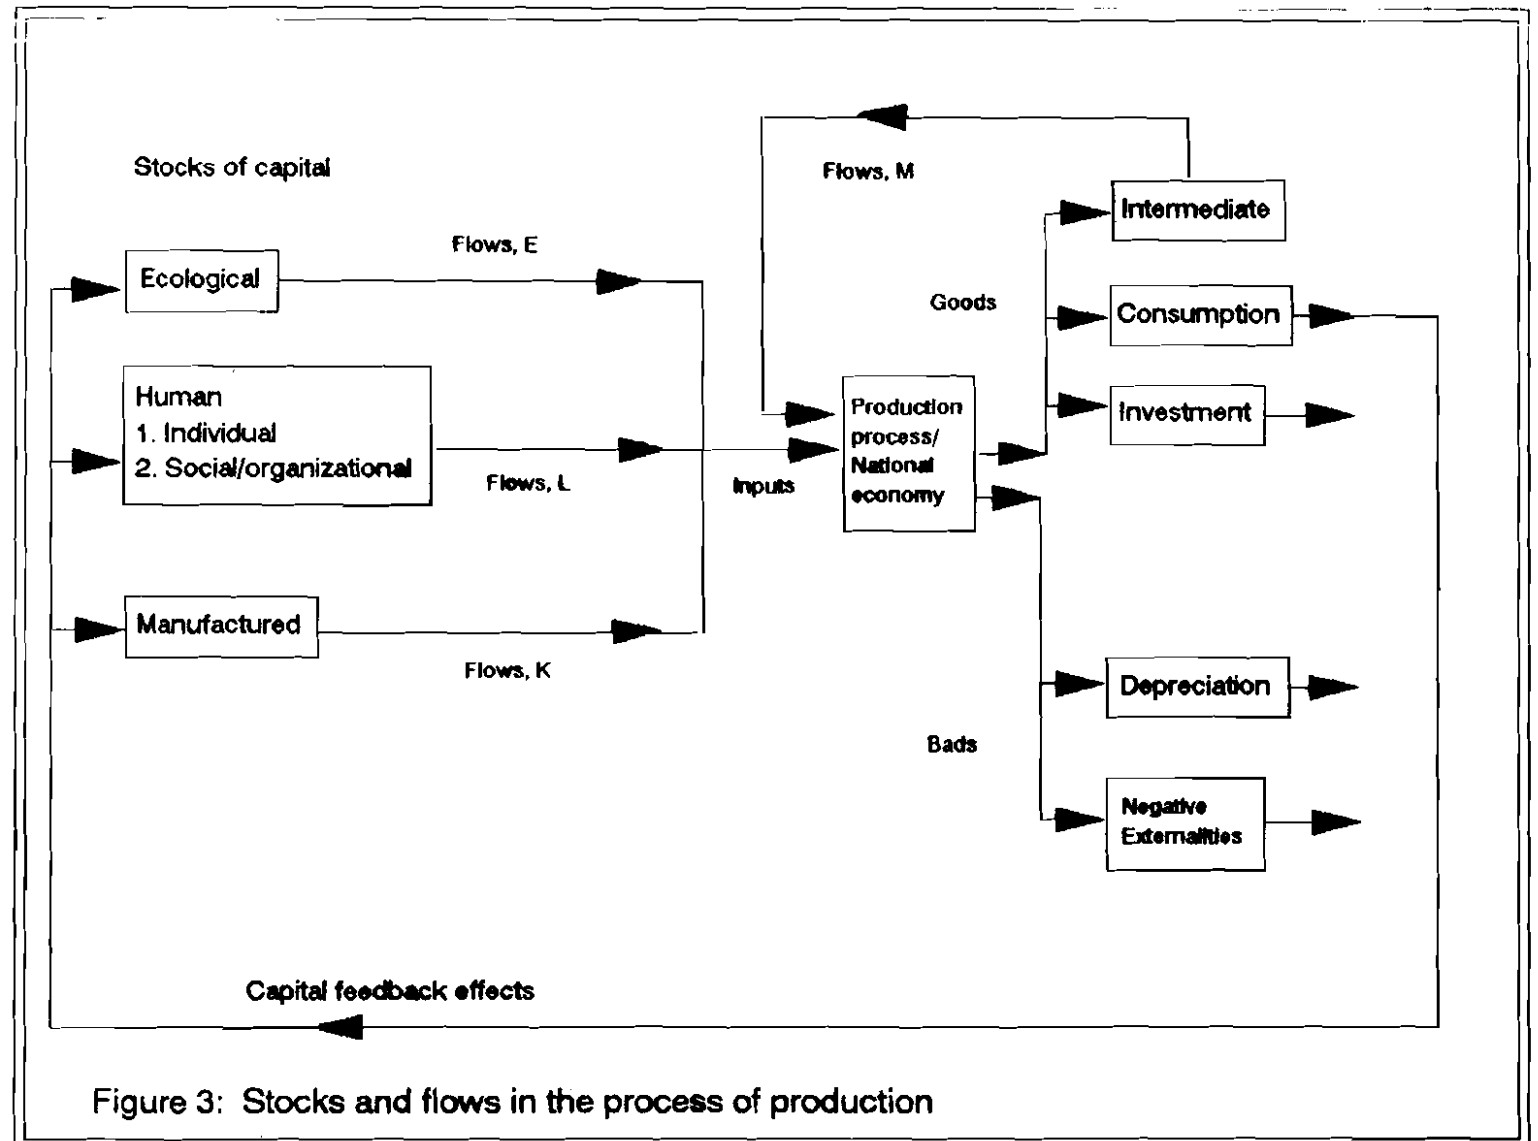 Stocks of capital
Flows, M
Intermediate
Flows, E
Ecological
Goods
Consumption
Human
1. Individual
2. Social/organizational
Flows, L
Inputs
Production
process/
National
economy
Investment
Manufactured
Flows, K
Depreciation
Bads
Negative
Externalities
Capital feedback effects
Figure 3: Stocks and flows in the process of production